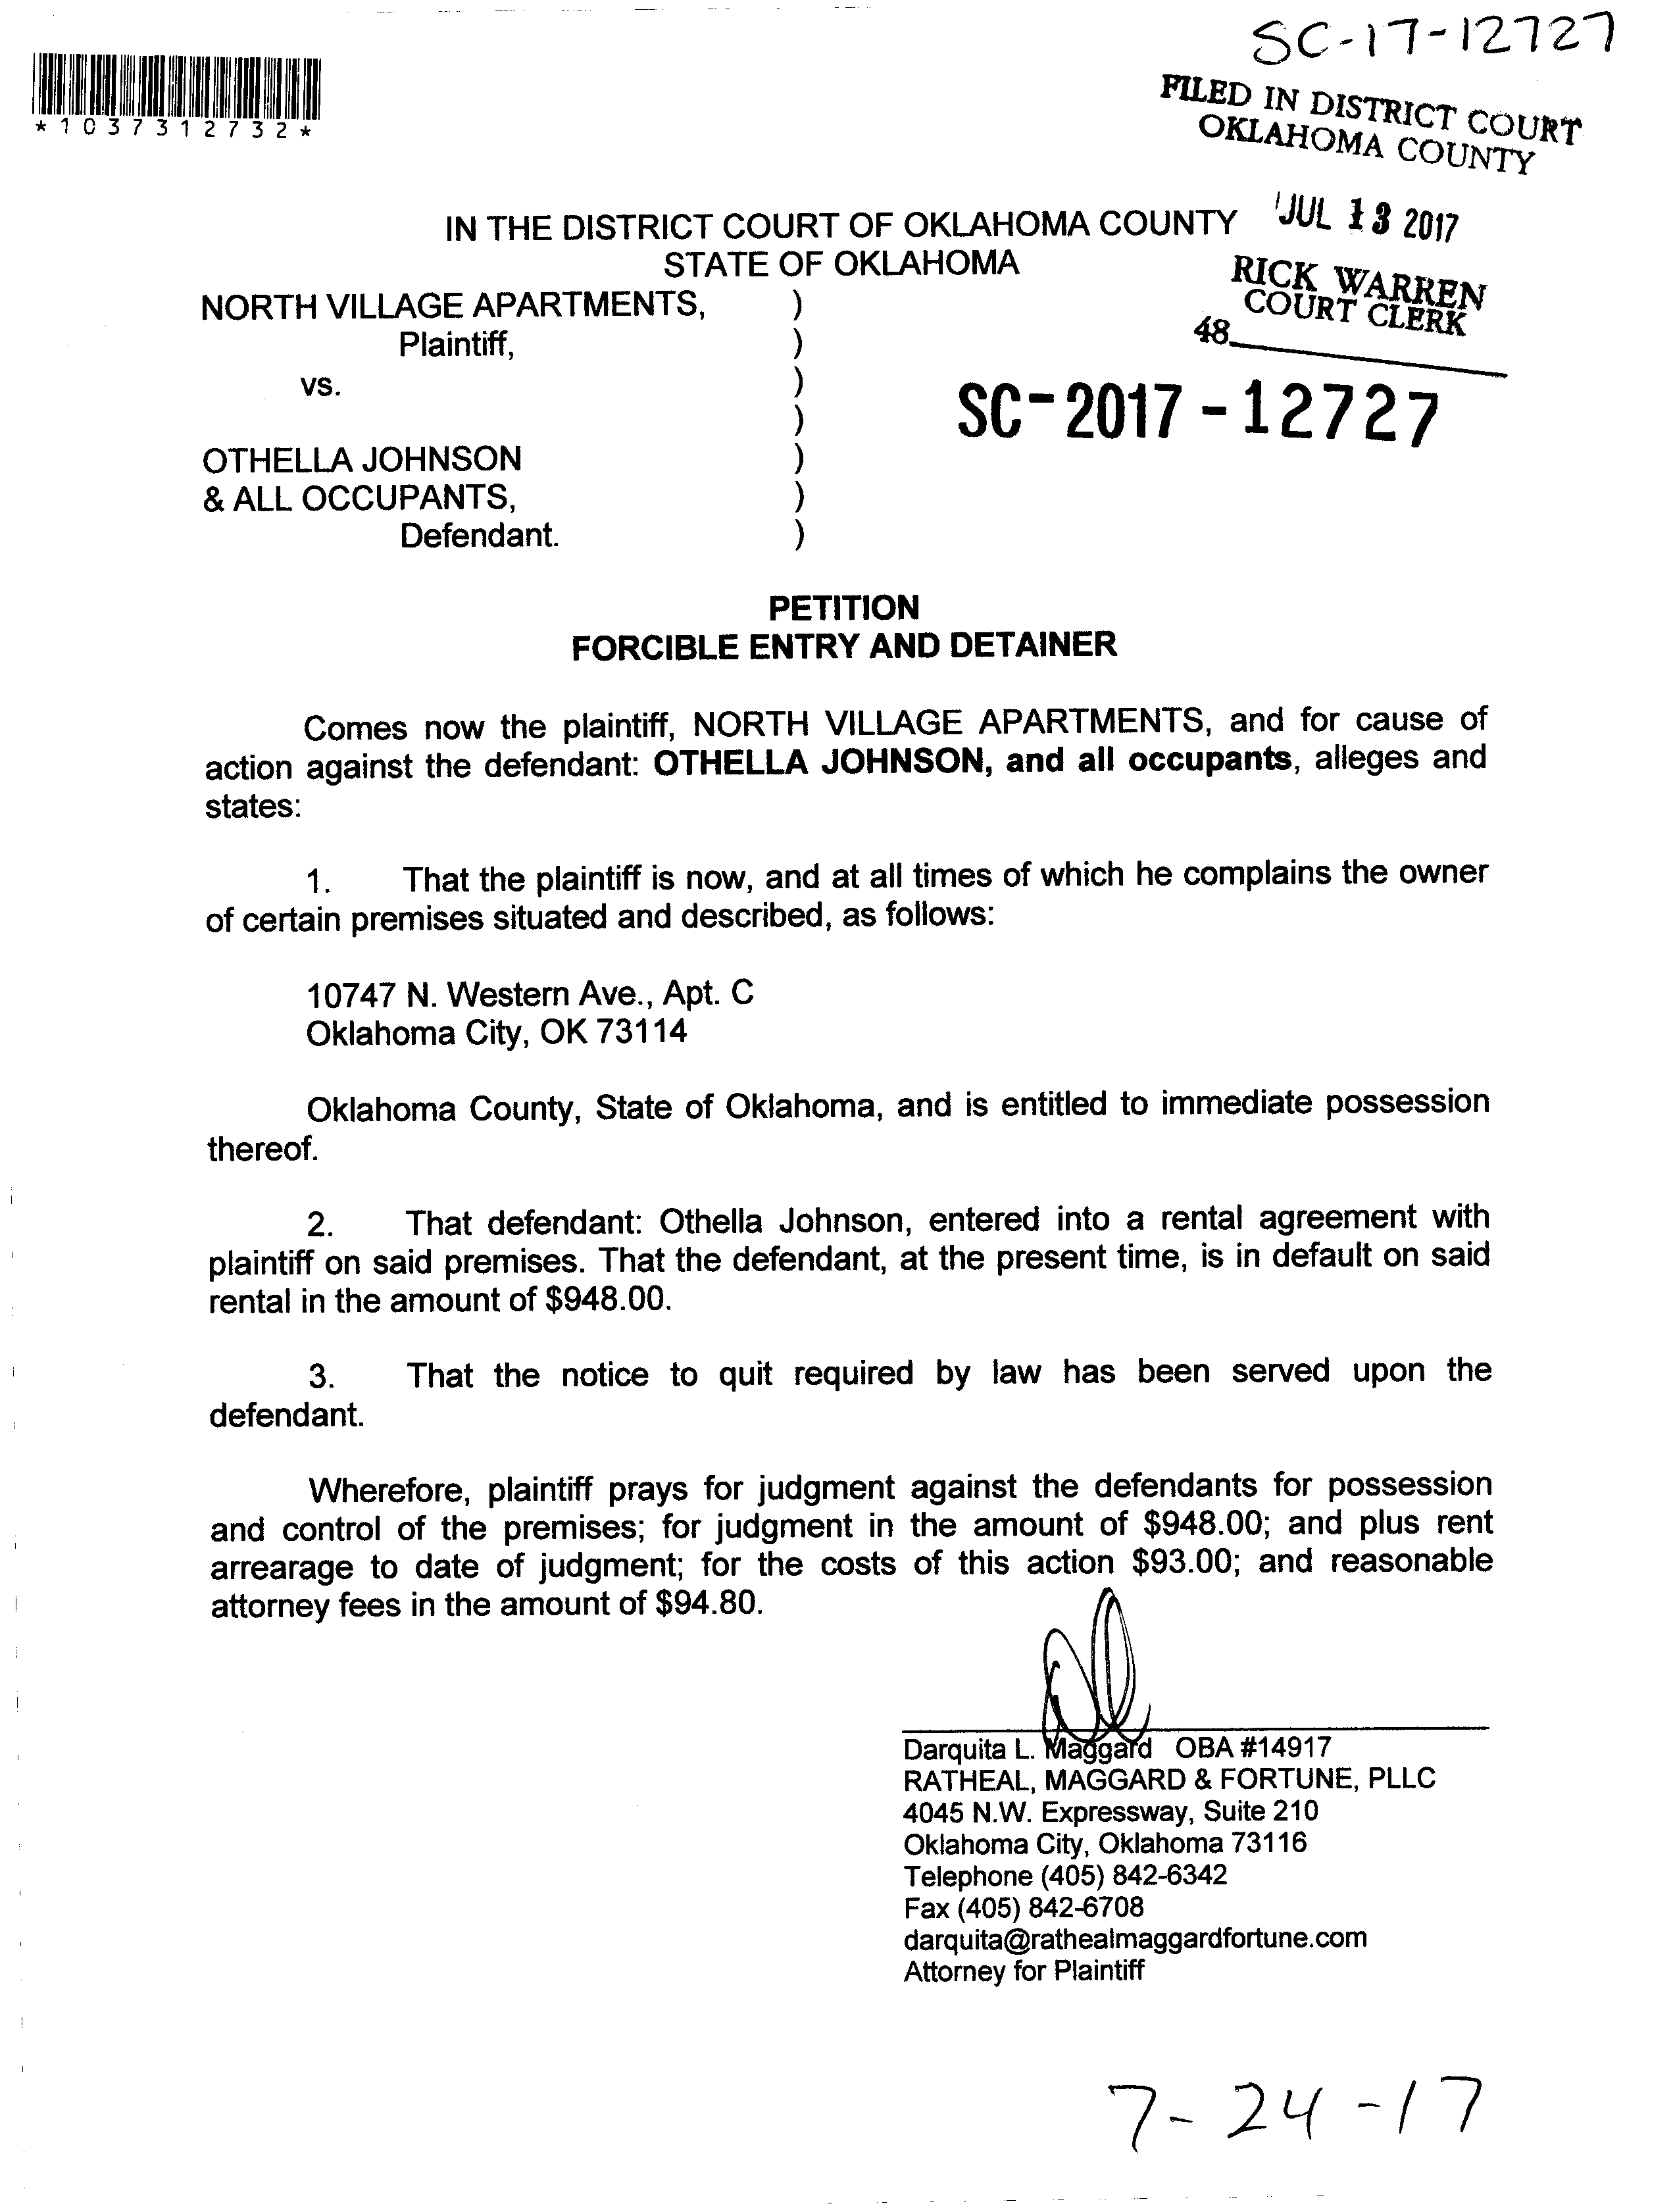 SC-17-12727
*1037312732*
FILED IN DISTRICT COURT
OKLAHOMA COUNTY
JUL 13 2017
RICK WARREN
COURT CLERK
48
IN THE DISTRICT COURT OF OKLAHOMA COUNTY
STATE OF OKLAHOMA
NORTH VILLAGE APARTMENTS, )
Plaintiff, )
vs. )
)
OTHELLA JOHNSON )
& ALL OCCUPANTS, )
Defendant. )
SC-2017-12727
PETITION
FORCIBLE ENTRY AND DETAINER
Comes now the plaintiff, NORTH VILLAGE APARTMENTS, and for cause of
action against the defendant: OTHELLA JOHNSON, and all occupants, alleges and
states:
1. That the plaintiff is now, and at all times of which he complains the owner
of certain premises situated and described, as follows:
10747 N. Western Ave., Apt. C
Oklahoma City, OK 73114
Oklahoma County, State of Oklahoma, and is entitled to immediate possession
thereof.
2. That defendant: Othella Johnson, entered into a rental agreement with
plaintiff on said premises. That the defendant, at the present time, is in default on said
rental in the amount of $948.00.
3. That the notice to quit required by law has been served upon the
defendant.
Wherefore, plaintiff prays for judgment against the defendants for possession
and control of the premises; for judgment in the amount of $948.00; and plus rent
arrearage to date of judgment; for the costs of this action $93.00; and reasonable
attorney fees in the amount of $94.80.
Darquita L. Maggard OBA #14917
RATHEAL, MAGGARD & FORTUNE, PLLC
4045 N.W. Expressway, Suite 210
Oklahoma City, Oklahoma 73116
Telephone (405) 842-6342
Fax (405) 842-6708
darquita@rathealmaggardfortune.com
Attorney for Plaintiff
7-24-17